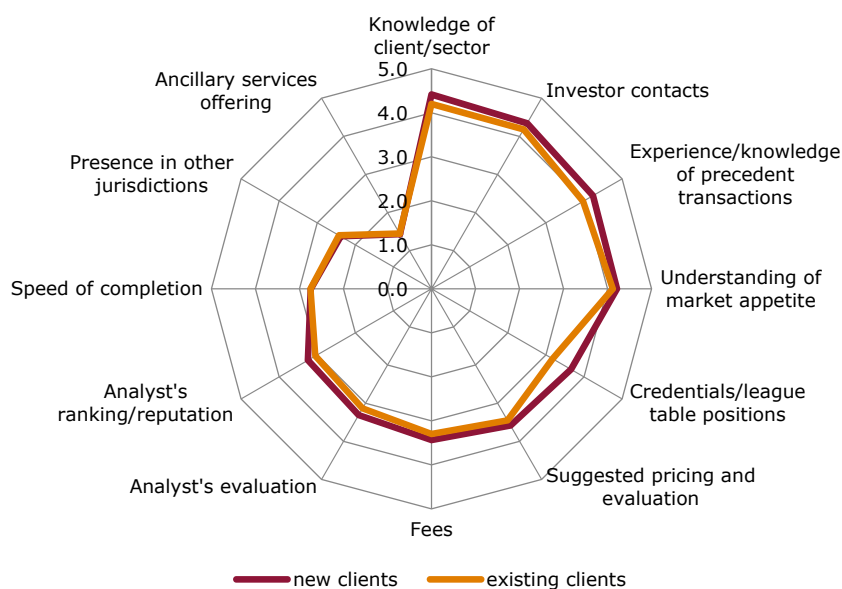 Knowledge of
client/sector
Investor contacts
Experience/knowledge
of precedent
transactions
Understanding of
market appetite
Credentials/league
table positions
Suggested pricing and
evaluation
Fees
Analyst's evaluation
Analyst's
ranking/reputation
Speed of completion
Presence in other
jurisdictions
Ancillary services
offering
5.0
4.0
3.0
2.0
1.0
0.0
new clients
existing clients